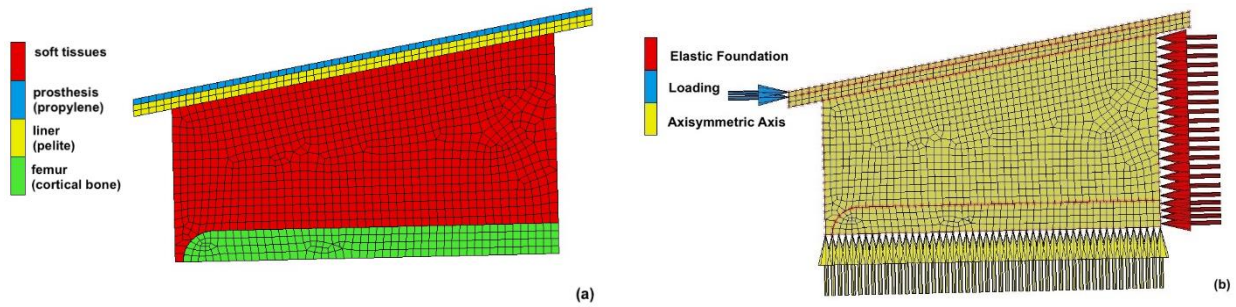 soft tissues
prosthesis
(propylene)
liner
(pelite)
femur
(cortical bone)
(a)
Elastic Foundation
Loading
Axisymmetric Axis
(b)